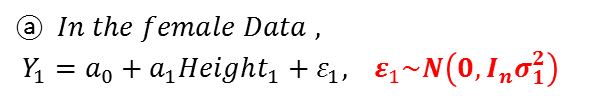 ⓐ In the female Data ,
Y₁ = a₀ + a₁Height₁ + ε₁, ε₁~N(0, Iₙσ₁²)